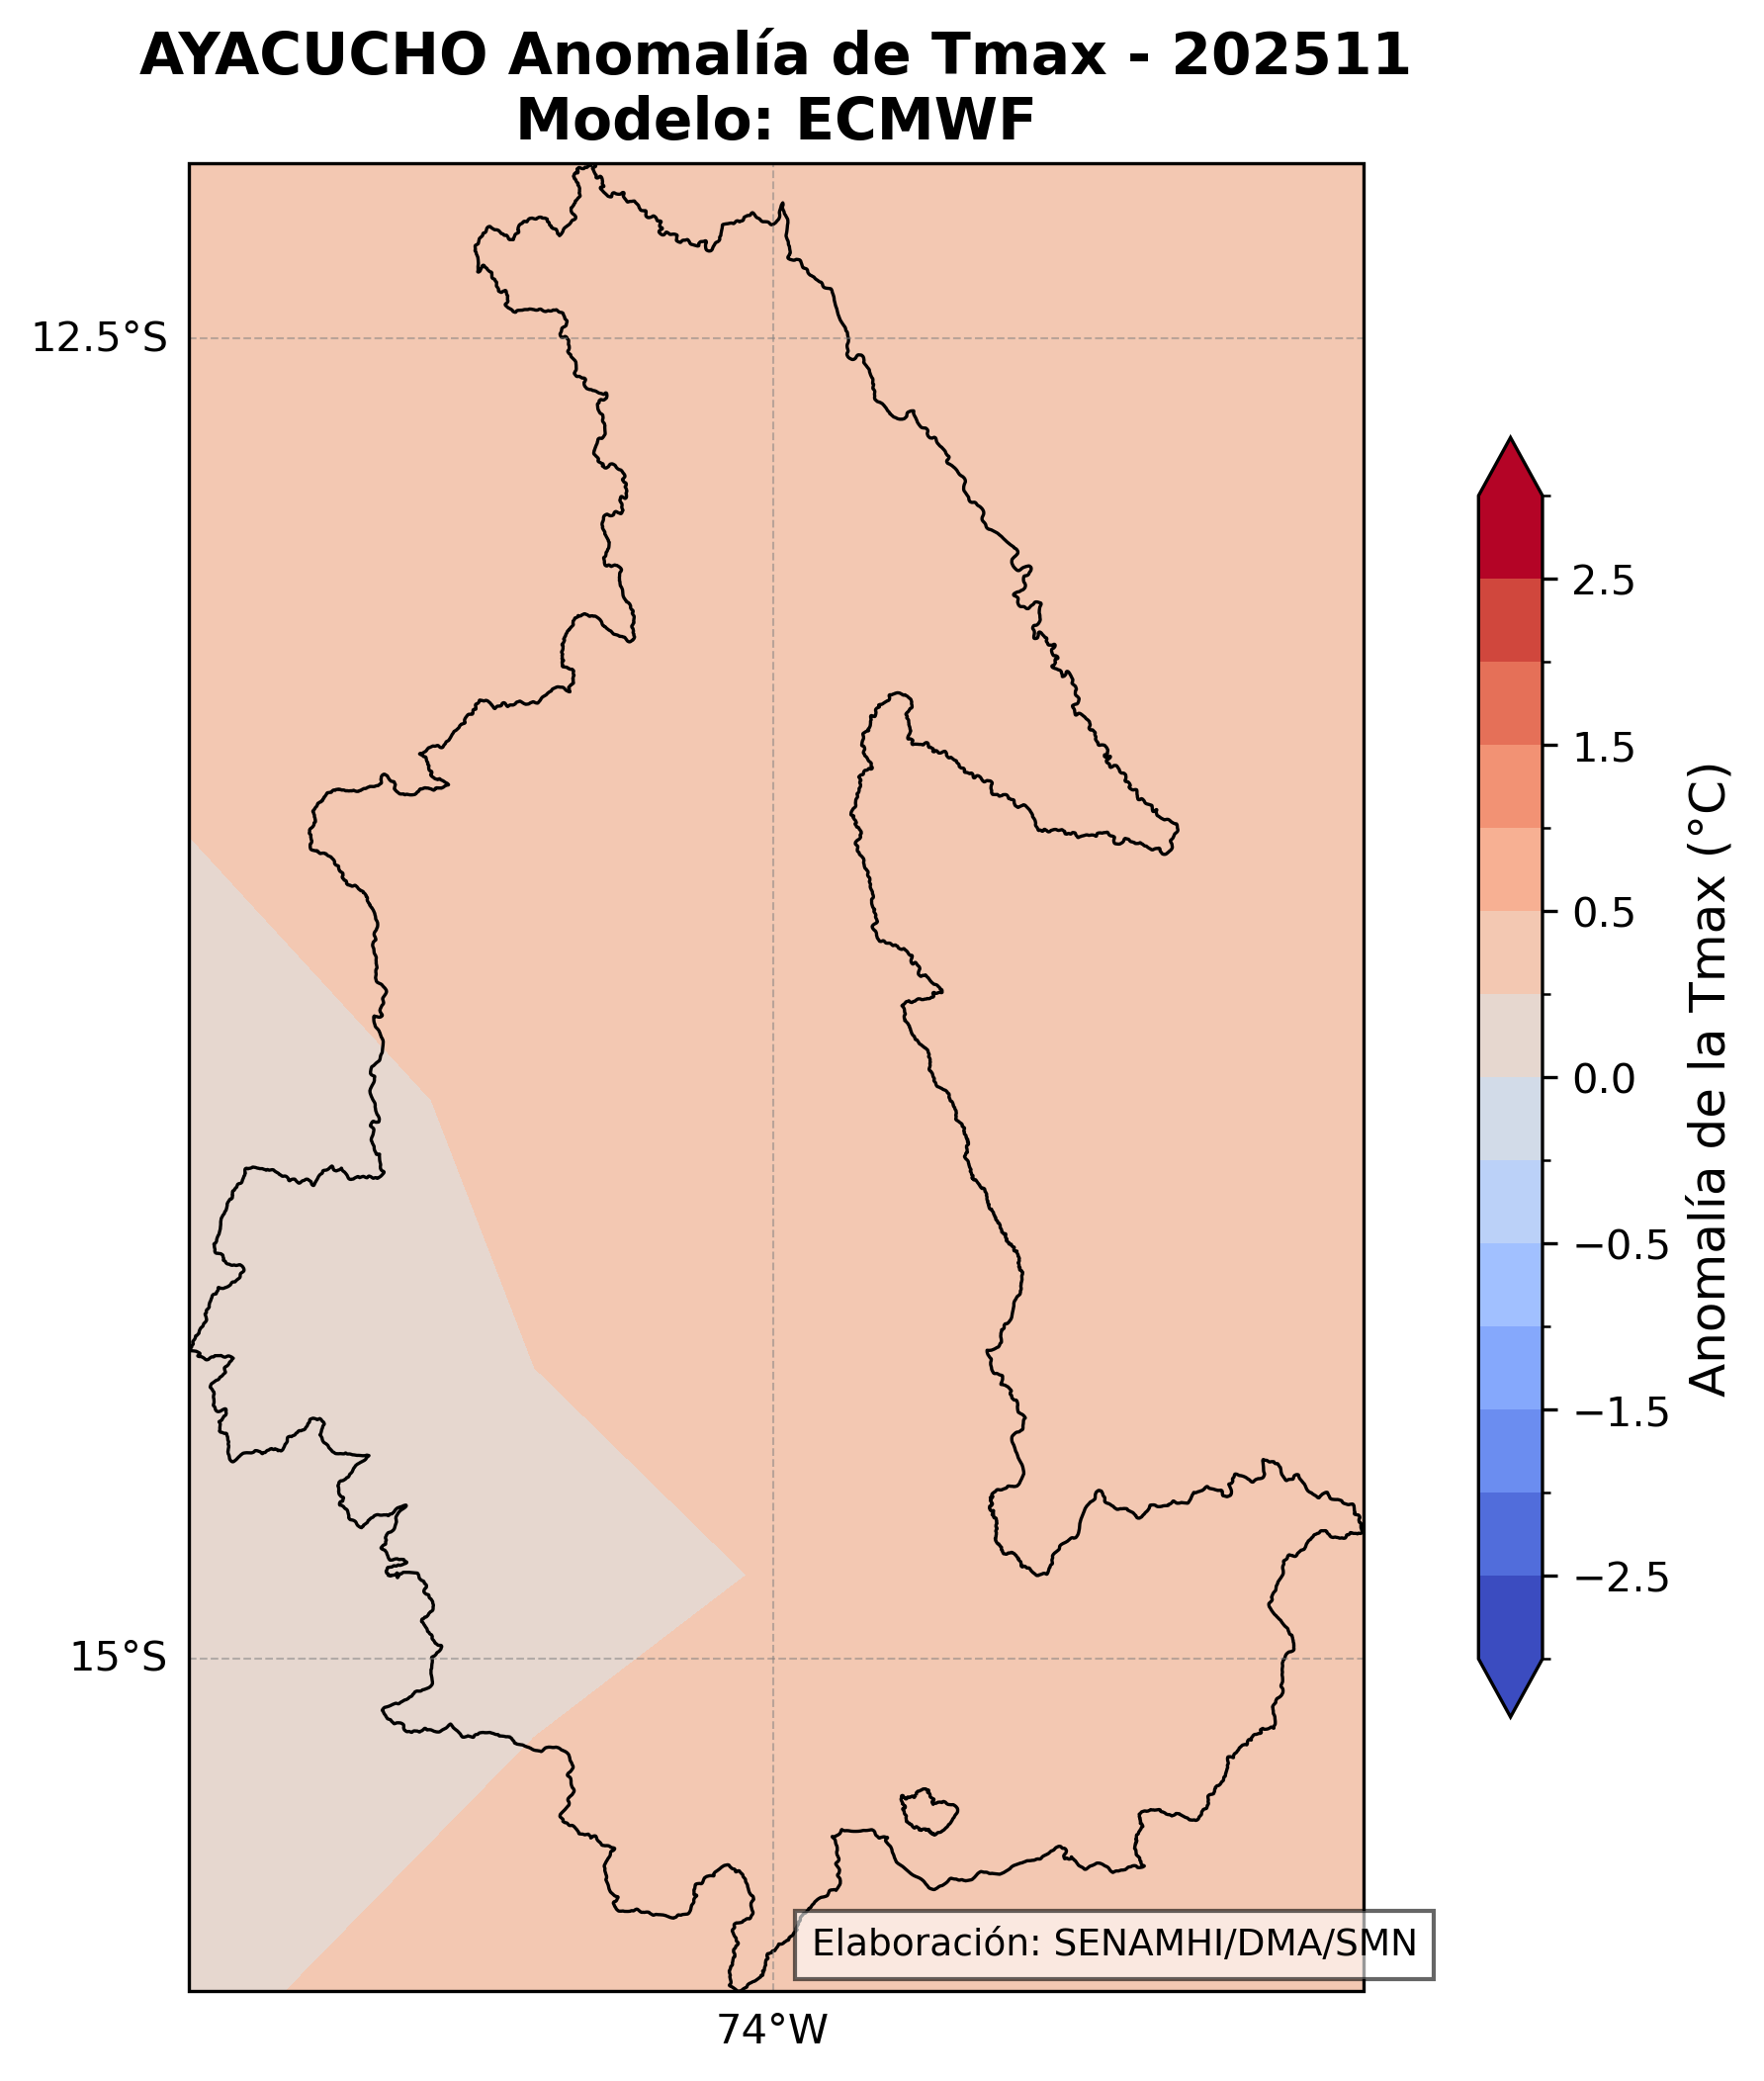 AYACUCHO Anomalía de Tmax - 202511
Modelo: ECMWF
12.5°S
15°S
74°W
2.5
1.5
0.5
0.0
−0.5
−1.5
−2.5
Anomalía de la Tmax (°C)
Elaboración: SENAMHI/DMA/SMN